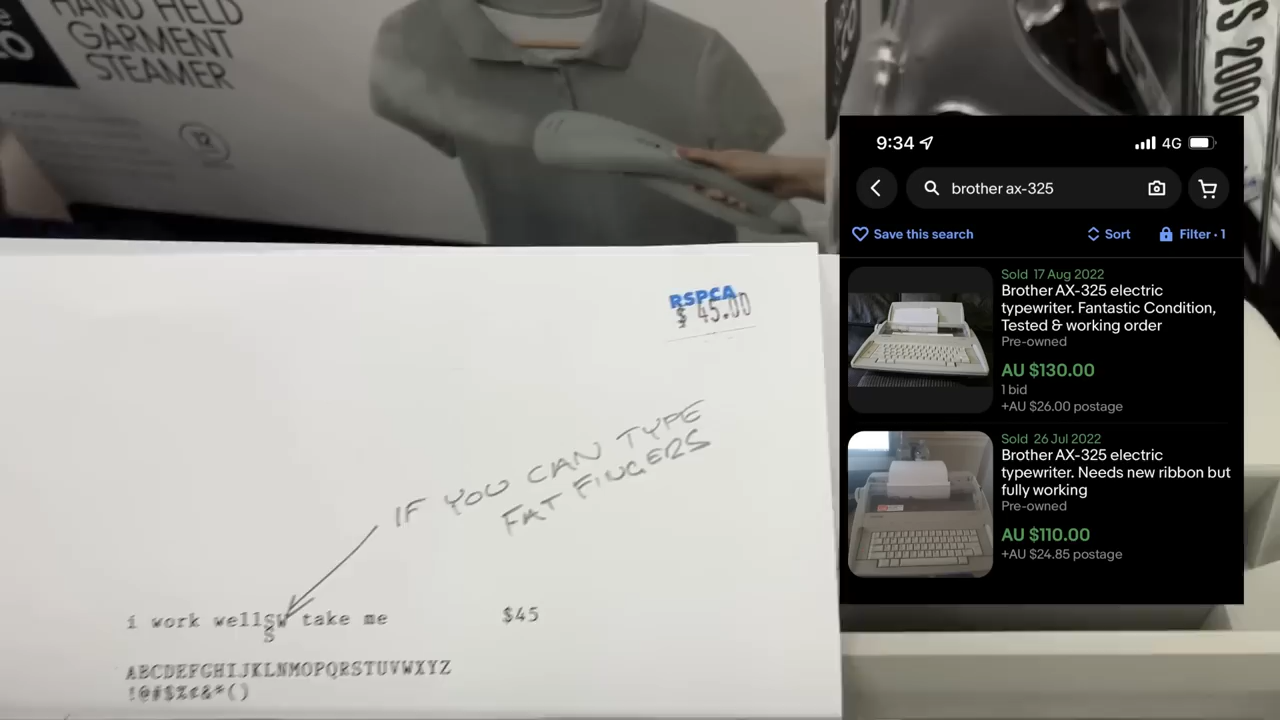 HAND HELD
GARMENT
STEAMER
12
SS 2000
RSPCA
$ 45.00
IF YOU CAN TYPE
FAT FINGERS
i work wellSW take me $45
S
ABCDEFGHIJKLNMOPQRSTUVWXYZ
!@#$%¢&*()
9:34 4G
brother ax-325
Save this search Sort Filter · 1
Sold 17 Aug 2022
Brother AX-325 electric
typewriter. Fantastic Condition,
Tested & working order
Pre-owned
AU $130.00
1 bid
+AU $26.00 postage
Sold 26 Jul 2022
Brother AX-325 electric
typewriter. Needs new ribbon but
fully working
Pre-owned
AU $110.00
+AU $24.85 postage